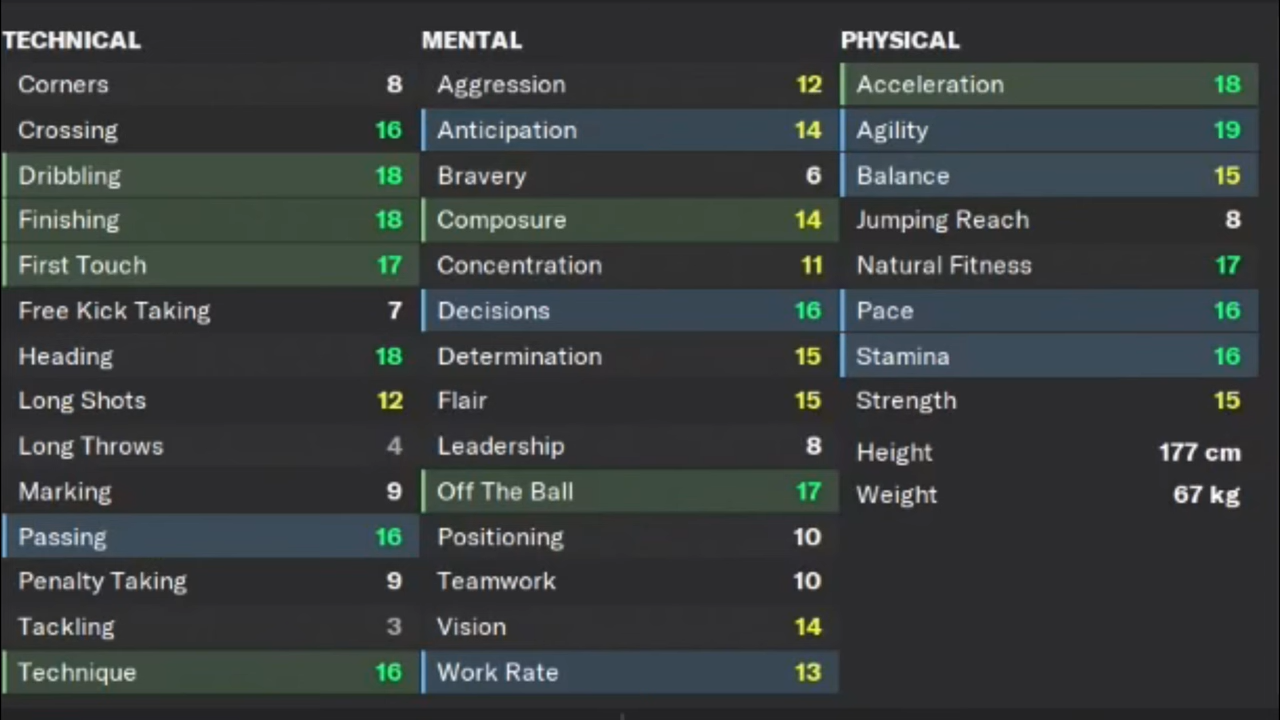 TECHNICAL
Corners 8
Crossing 16
Dribbling 18
Finishing 18
First Touch 17
Free Kick Taking 7
Heading 18
Long Shots 12
Long Throws 4
Marking 9
Passing 16
Penalty Taking 9
Tackling 3
Technique 16
MENTAL
Aggression 12
Anticipation 14
Bravery 6
Composure 14
Concentration 11
Decisions 16
Determination 15
Flair 15
Leadership 8
Off The Ball 17
Positioning 10
Teamwork 10
Vision 14
Work Rate 13
PHYSICAL
Acceleration 18
Agility 19
Balance 15
Jumping Reach 8
Natural Fitness 17
Pace 16
Stamina 16
Strength 15
Height 177 cm
Weight 67 kg